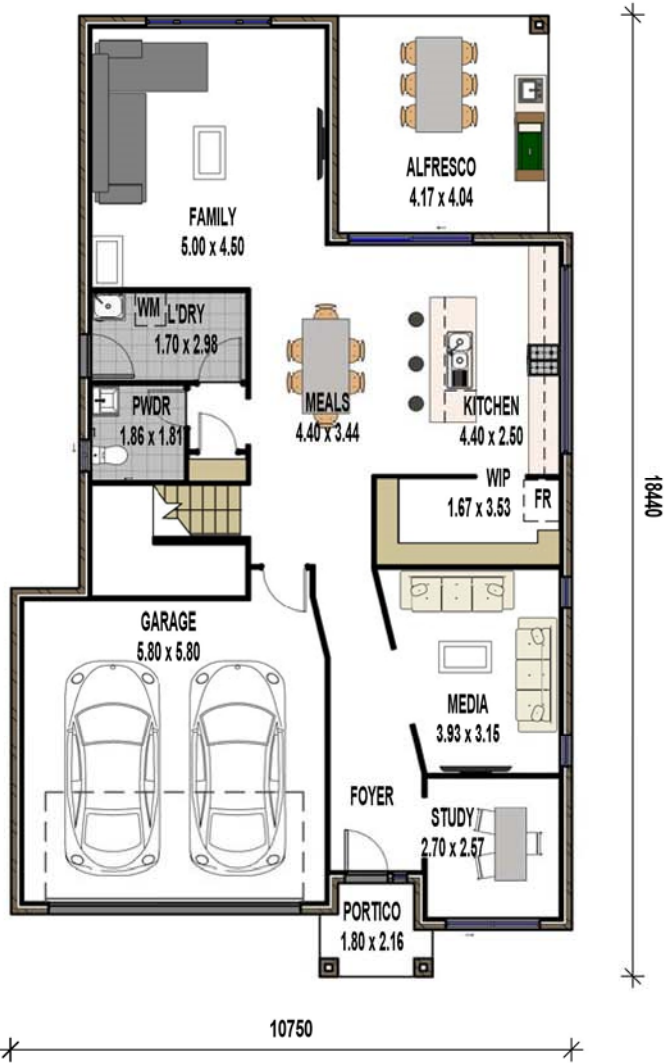 ALFRESCO
4.17 x 4.04
FAMILY
5.00 x 4.50
WM
L'DRY
1.70 x 2.98
PWDR
1.86 x 1.81
MEALS
4.40 x 3.44
KITCHEN
4.40 x 2.50
WIP
1.67 x 3.53
FR
18440
GARAGE
5.80 x 5.80
MEDIA
3.93 x 3.15
FOYER
STUDY
2.70 x 2.57
PORTICO
1.80 x 2.16
10750